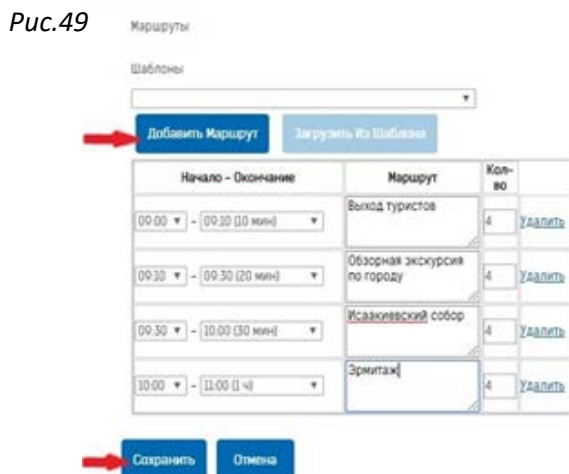 Рис.49
Маршруты
Шаблоны
Добавить Маршрут Загрузить Из Шаблона
Начало – Окончание Маршрут Кол-во
09:00 – 09:10 (10 мин) Выход туристов 4 Удалить
09:10 – 09:30 (20 мин) Обзорная экскурсия
по городу 4 Удалить
09:30 – 10:00 (30 мин) Исаакиевский собор 4 Удалить
10:00 – 11:00 (1 ч) Эрмитаж 4 Удалить
Сохранить Отмена